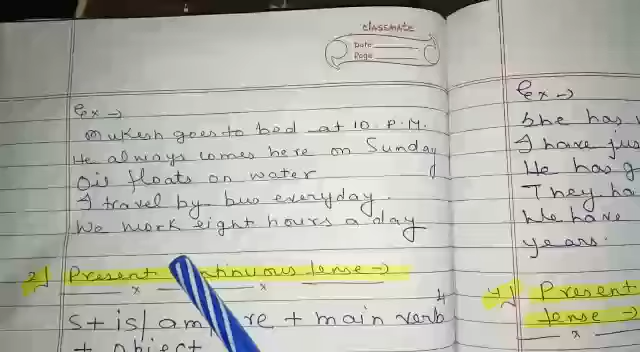 CLASSMATE
Date
Page
Ex →
Mukesh goes to bed at 10 P.M.
He always comes here on Sunday
Oil floats on water
I travel by bus everyday.
We work eight hours a day
2) Present Continuous Tense →
S + is/am re + main verb
+ object
Ex →
She has
I have jus
He has g
They ha
We have
years.
4) Present
tense →